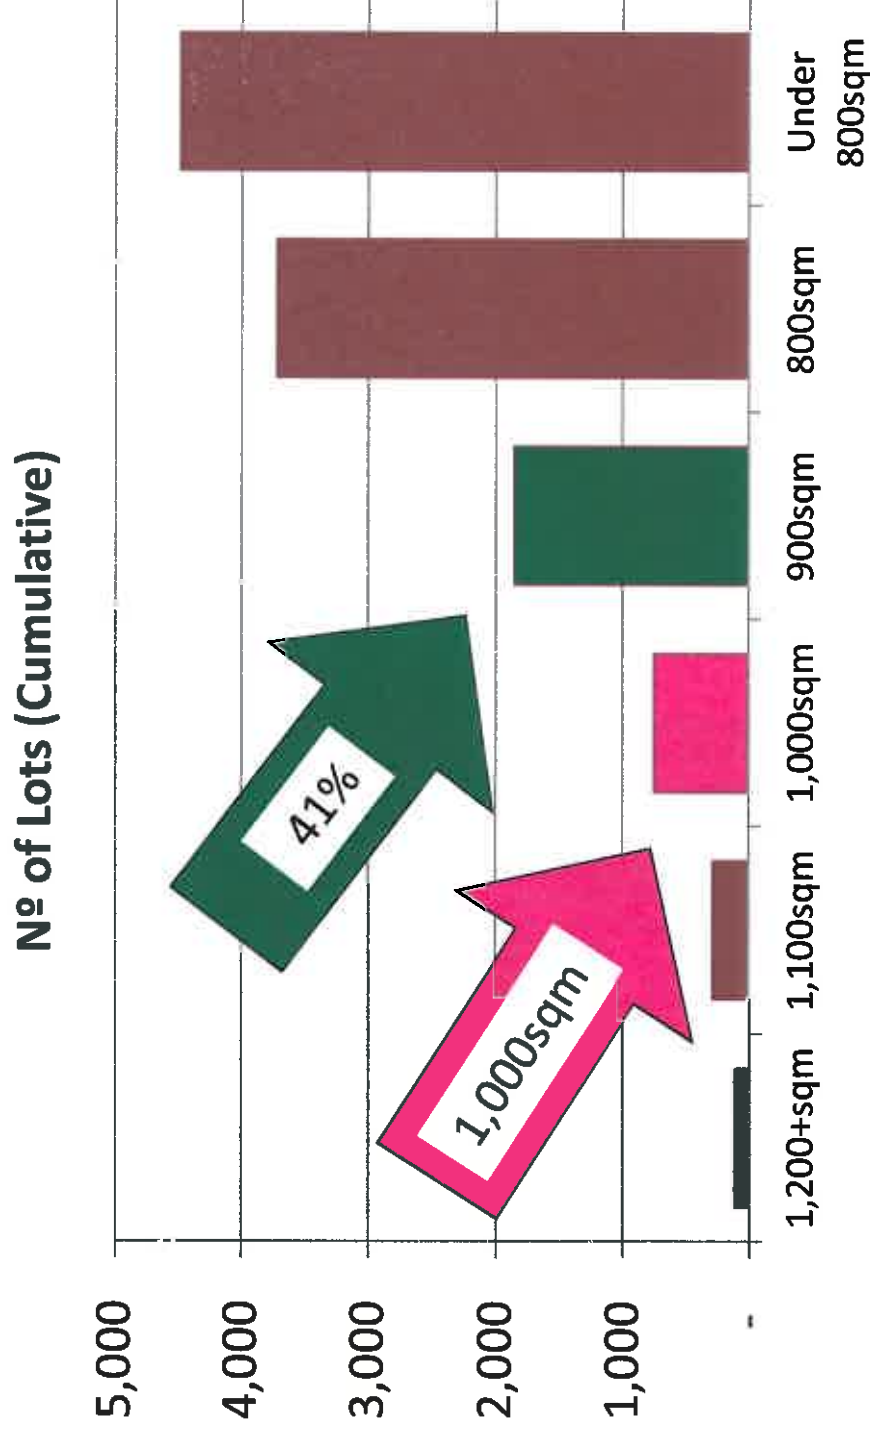 Nº of Lots (Cumulative)
5,000
4,000
3,000
2,000
1,000
-
41%
1,000sqm
1,200+sqm
1,100sqm
1,000sqm
900sqm
800sqm
Under
800sqm